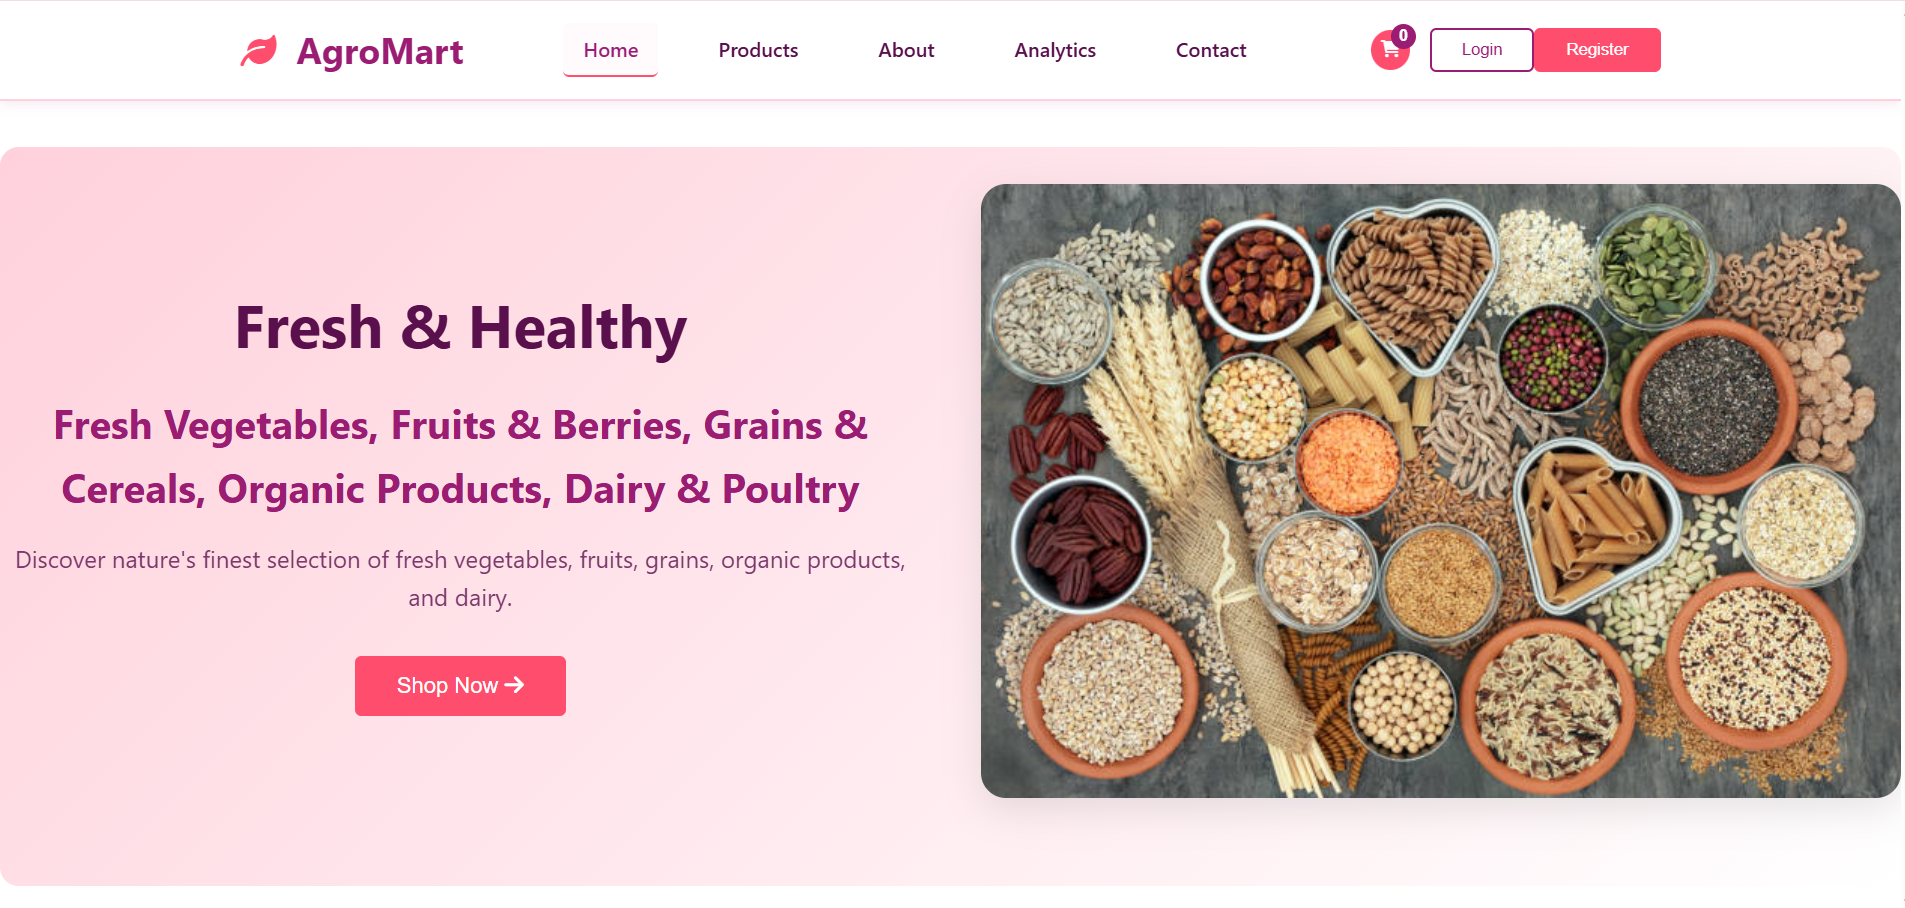 AgroMart
Home
Products
About
Analytics
Contact
0
Login
Register
Fresh & Healthy
Fresh Vegetables, Fruits & Berries, Grains &
Cereals, Organic Products, Dairy & Poultry
Discover nature's finest selection of fresh vegetables, fruits, grains, organic products,
and dairy.
Shop Now